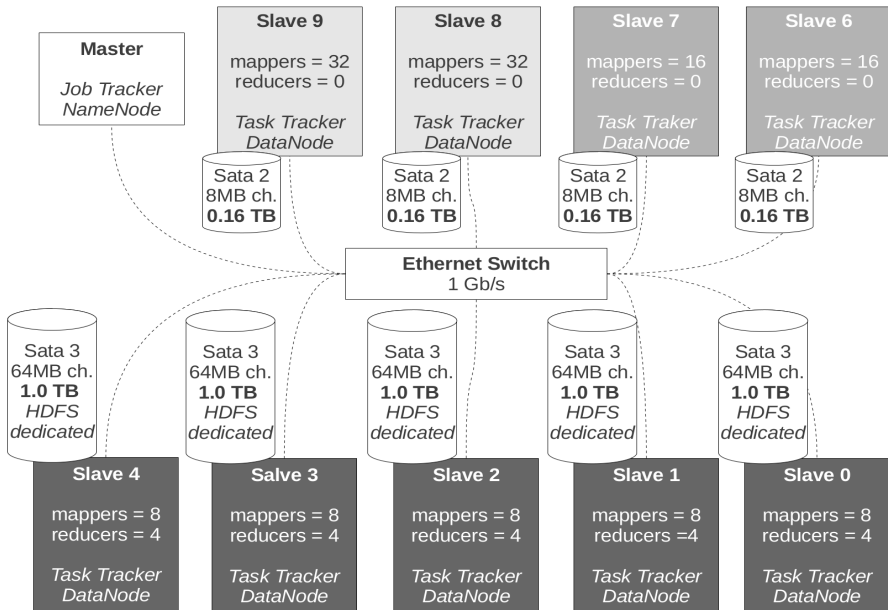 Master
Job Tracker
NameNode
Slave 9
mappers = 32
reducers = 0
Task Tracker
DataNode
Slave 8
mappers = 32
reducers = 0
Task Tracker
DataNode
Slave 7
mappers = 16
reducers = 0
Task Traker
DataNode
Slave 6
mappers = 16
reducers = 0
Task Tracker
DataNode
Sata 2
8MB ch.
0.16 TB
Sata 2
8MB ch.
0.16 TB
Sata 2
8MB ch.
0.16 TB
Sata 2
8MB ch.
0.16 TB
Ethernet Switch
1 Gb/s
Sata 3
64MB ch.
1.0 TB
HDFS
dedicated
Sata 3
64MB ch.
1.0 TB
HDFS
dedicated
Sata 3
64MB ch.
1.0 TB
HDFS
dedicated
Sata 3
64MB ch.
1.0 TB
HDFS
dedicated
Sata 3
64MB ch.
1.0 TB
HDFS
dedicated
Slave 4
mappers = 8
reducers = 4
Task Tracker
DataNode
Salve 3
mappers = 8
reducers = 4
Task Tracker
DataNode
Slave 2
mappers = 8
reducers = 4
Task Tracker
DataNode
Slave 1
mappers = 8
reducers =4
Task Tracker
DataNode
Slave 0
mappers = 8
reducers = 4
Task Tracker
DataNode